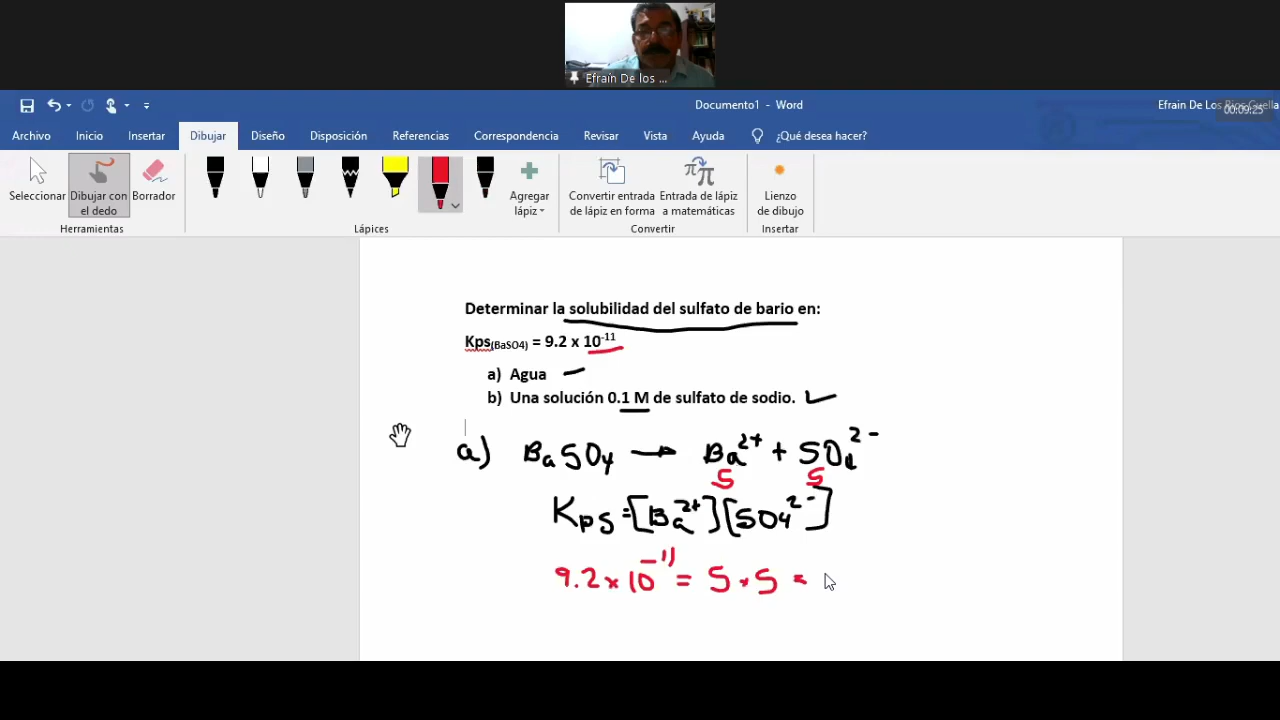 Efrain De los ...
Documento1 - Word
Efrain De Los Rios Cuella
00:09:25
Archivo Inicio Insertar Dibujar Diseño Disposición Referencias Correspondencia Revisar Vista Ayuda ¿Qué desea hacer?
Seleccionar Dibujar con el dedo Borrador
Agregar lápiz
Convertir entrada de lápiz en forma
Entrada de lápiz a matemáticas
Lienzo de dibujo
Herramientas Lápices Convertir Insertar
Determinar la solubilidad del sulfato de bario en:
Kps(BaSO4) = 9.2 x 10⁻¹¹
a) Agua
b) Una solución 0.1 M de sulfato de sodio.
a) BaSO4 → Ba²⁺ + SO4²⁻
S S
Kps = [Ba²⁺][SO4²⁻]
9.2 x 10⁻¹¹ = S * S =